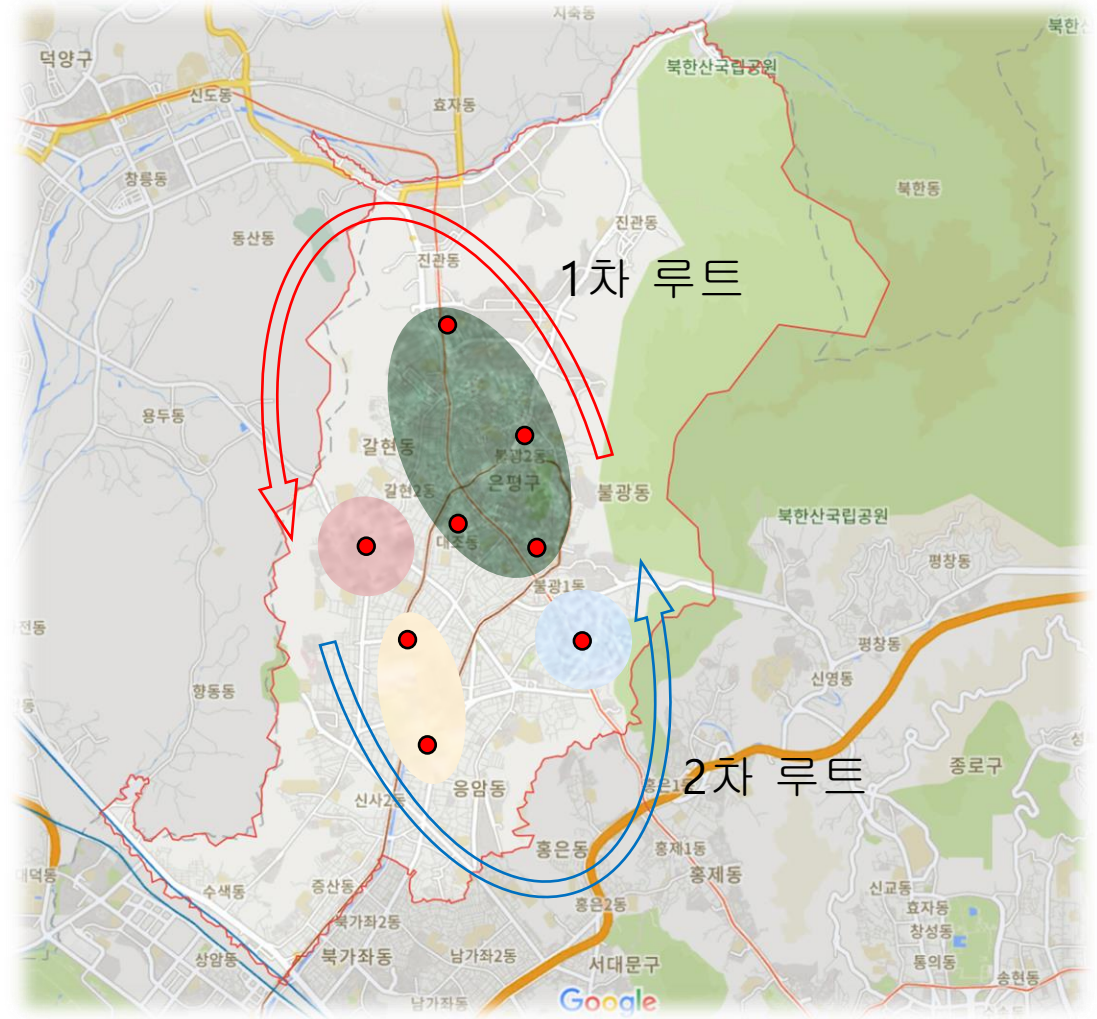 지축동
북한산
덕양구
북한산국립공원
신도동
효자동
창릉동
북한동
동산동
진관동
진관동
1차 루트
용두동
갈현동
불광2동
은평구
갈현2동
불광동
북한산국립공원
대조동
평창동
불광1동
전동
평창동
신영동
향동동
동
2차 루트
종로구
홍은1동
응암동
신사2동
홍은동
홍제1동
홍제동
대덕동
수색동
증산동
신교동
홍은2동
효자동
북가좌2동
창성동
상암동
북가좌동
남가좌2동
서대문구
통의동
송현동
남가좌동
Google